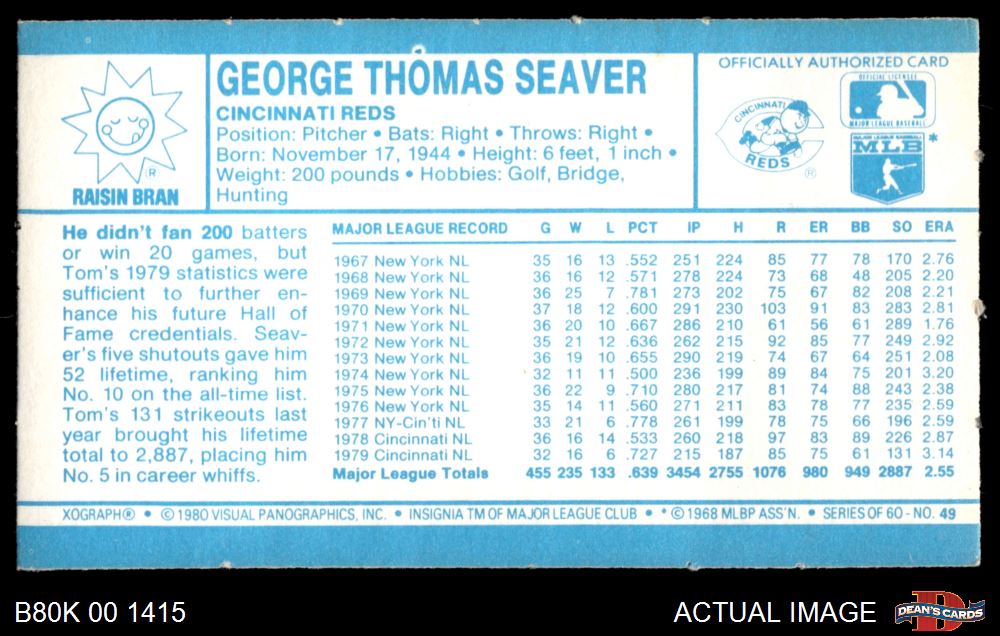 GEORGE THOMAS SEAVER
CINCINNATI REDS
Position: Pitcher • Bats: Right • Throws: Right •
Born: November 17, 1944 • Height: 6 feet, 1 inch •
Weight: 200 pounds • Hobbies: Golf, Bridge,
Hunting
®
RAISIN BRAN
OFFICIALLY AUTHORIZED CARD
CINCINNATI
REDS
®
OFFICIAL LICENSEE
MAJOR LEAGUE BASEBALL
MAJOR LEAGUE BASEBALL
MLB *
He didn't fan 200 batters
or win 20 games, but
Tom's 1979 statistics were
sufficient to further en-
hance his future Hall of
Fame credentials. Seav-
er's five shutouts gave him
52 lifetime, ranking him
No. 10 on the all-time list.
Tom's 131 strikeouts last
year brought his lifetime
total to 2,887, placing him
No. 5 in career whiffs.
MAJOR LEAGUE RECORD G W L PCT IP H R ER BB SO ERA
1967 New York NL 35 16 13 .552 251 224 85 77 78 170 2.76
1968 New York NL 36 16 12 .571 278 224 73 68 48 205 2.20
1969 New York NL 36 25 7 .781 273 202 75 67 82 208 2.21
1970 New York NL 37 18 12 .600 291 230 103 91 83 283 2.81
1971 New York NL 36 20 10 .667 286 210 61 56 61 289 1.76
1972 New York NL 35 21 12 .636 262 215 92 85 77 249 2.92
1973 New York NL 36 19 10 .655 290 219 74 67 64 251 2.08
1974 New York NL 32 11 11 .500 236 199 89 84 75 201 3.20
1975 New York NL 36 22 9 .710 280 217 81 74 88 243 2.38
1976 New York NL 35 14 11 .560 271 211 83 78 77 235 2.59
1977 NY-Cin'ti NL 33 21 6 .778 261 199 78 75 66 196 2.59
1978 Cincinnati NL 36 16 14 .533 260 218 97 83 89 226 2.87
1979 Cincinnati NL 32 16 6 .727 215 187 85 75 61 131 3.14
Major League Totals 455 235 133 .639 3454 2755 1076 980 949 2887 2.55
XOGRAPH® • © 1980 VISUAL PANOGRAPHICS, INC. • INSIGNIA TM OF MAJOR LEAGUE CLUB • * © 1968 MLBP ASS'N. • SERIES OF 60 - NO. 49
B80K 00 1415
ACTUAL IMAGE
DEAN'S CARDS